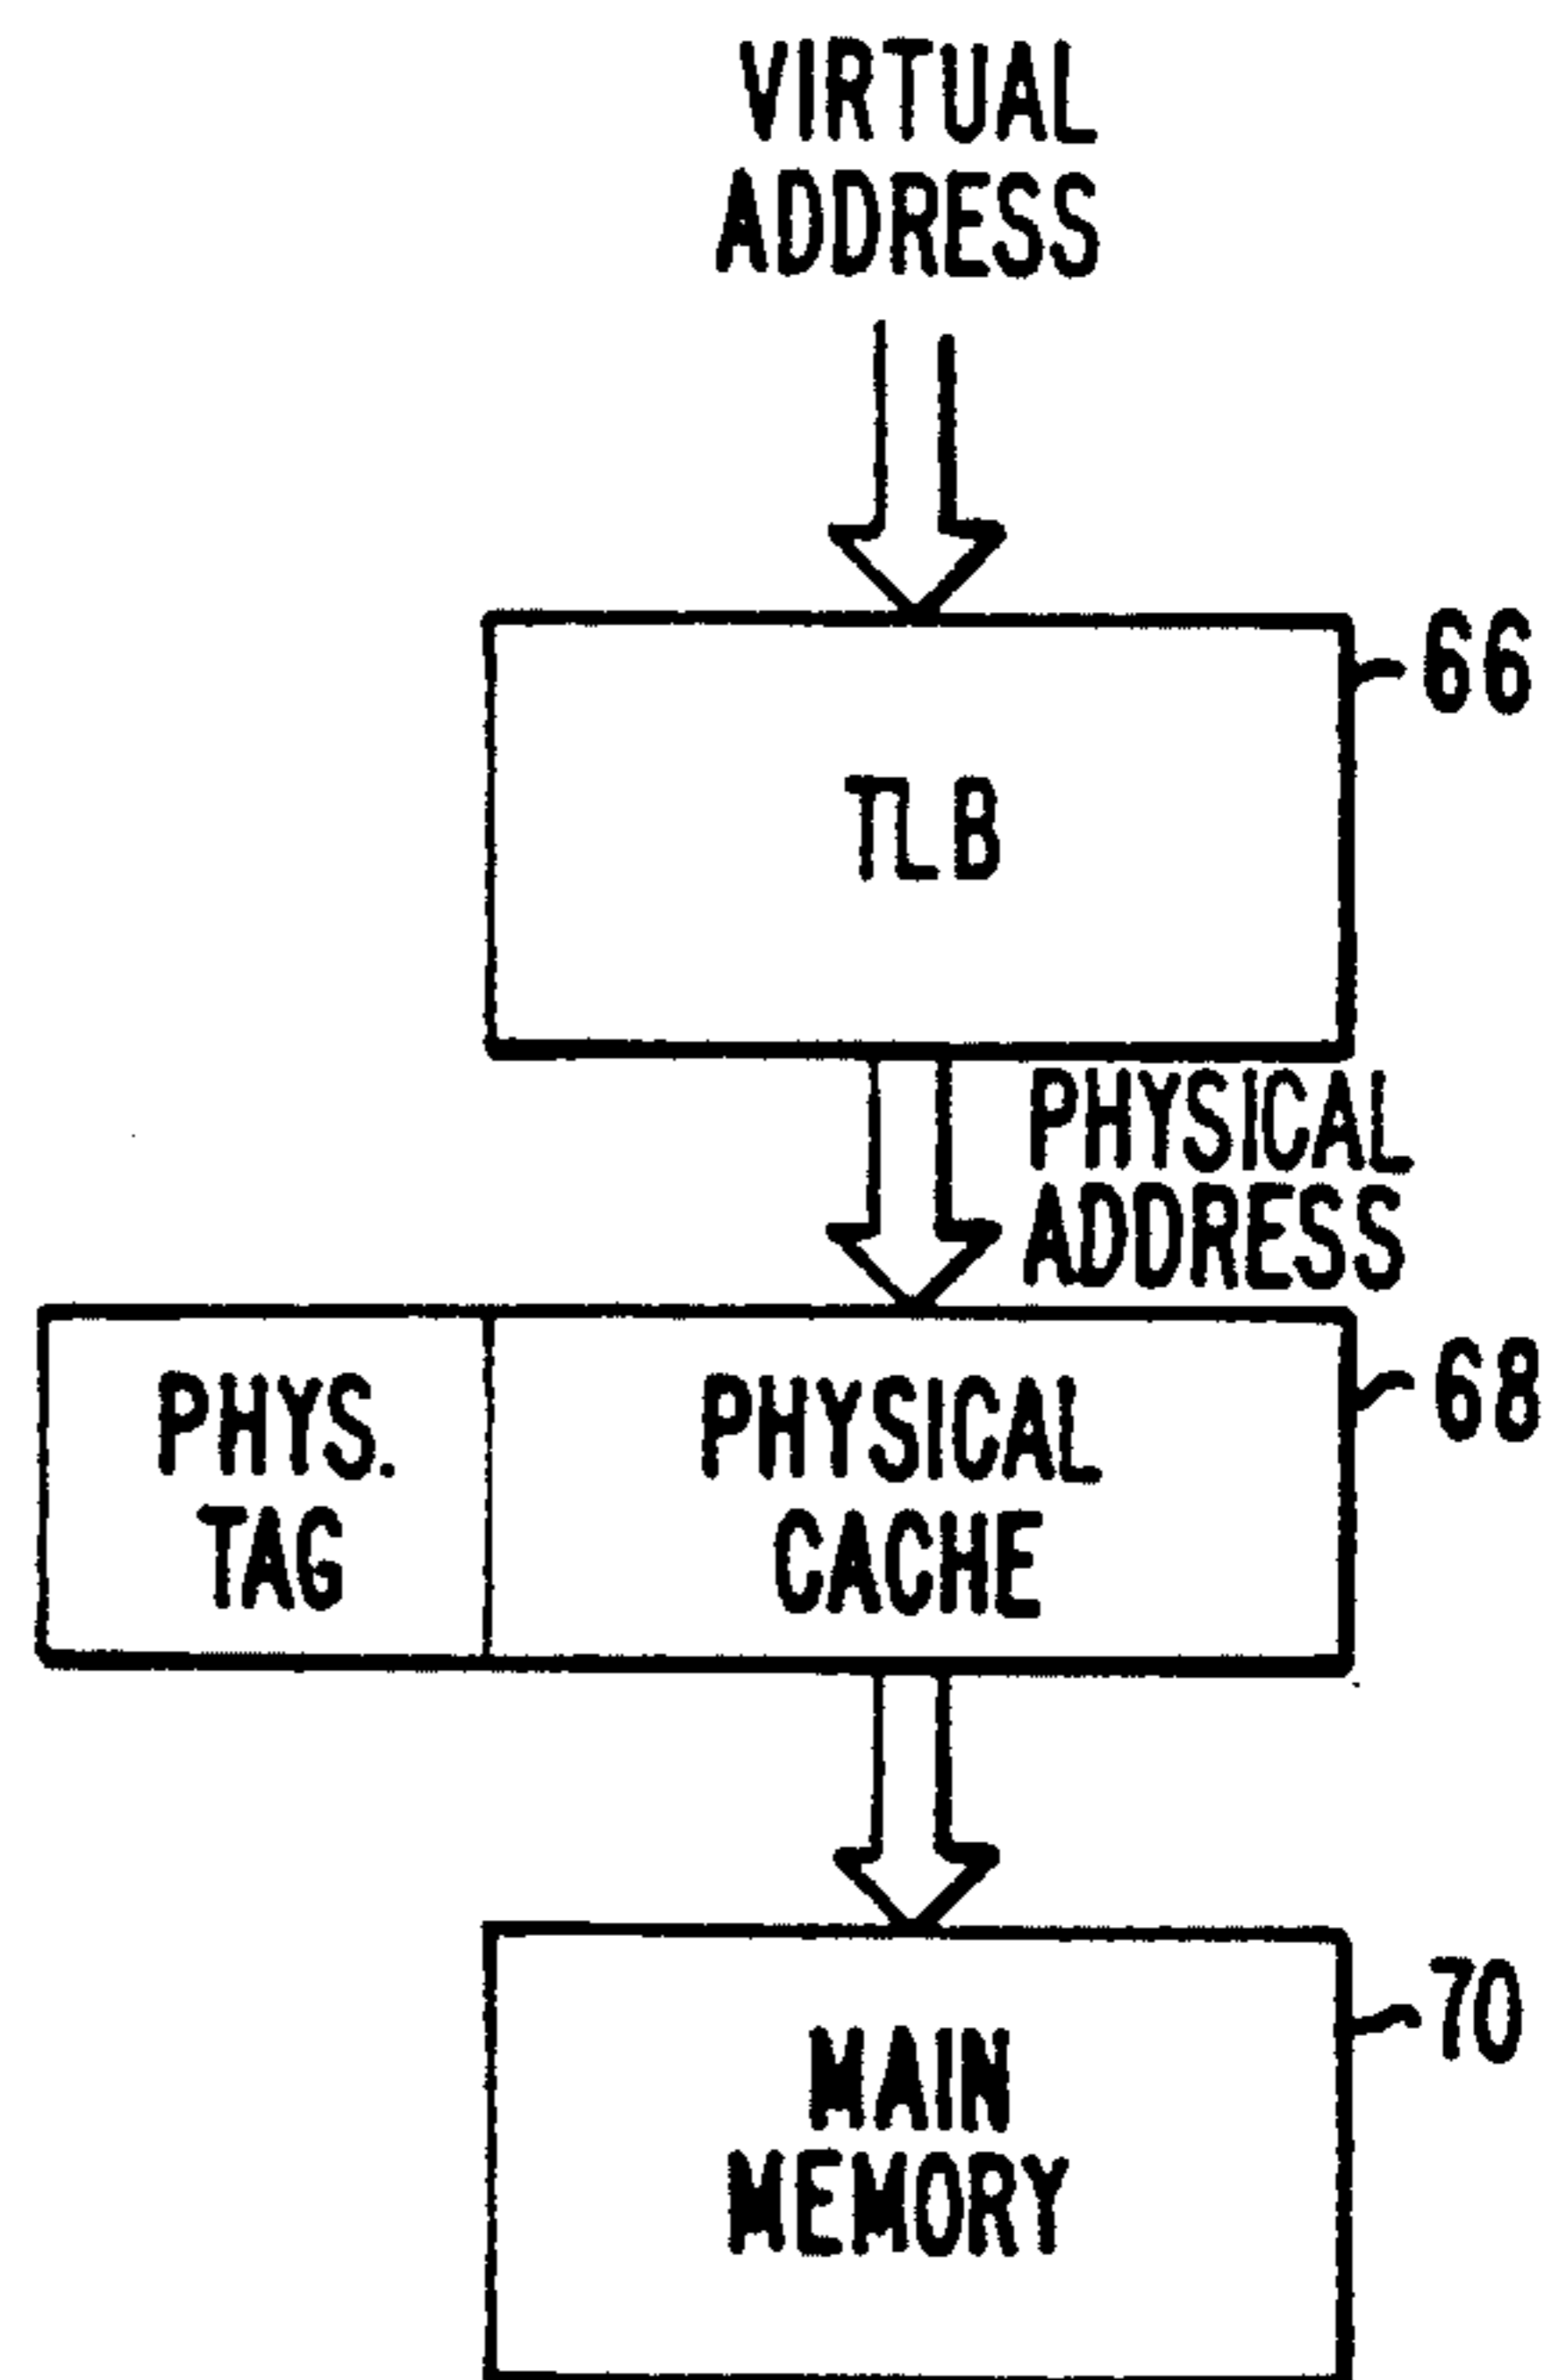 VIRTUAL
ADDRESS
66
TLB
PHYSICAL
ADDRESS
68
PHYS.
TAG
PHYSICAL
CACHE
70
MAIN
MEMORY